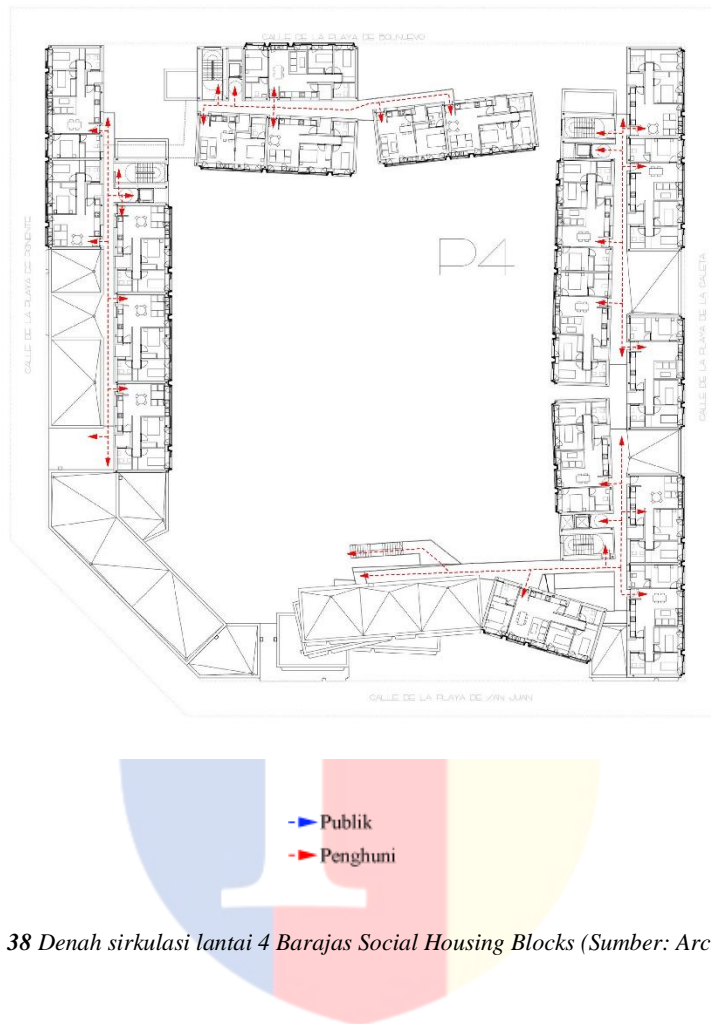 CALLE DE LA PLAYA DE BOLNUEVO
CALLE DE LA PLAYA DE PONIENTE
P4
CALLE DE LA PLAYA DE LA CALETA
CALLE DE LA PLAYA DE SAN JUAN
Publik
Penghuni
38 Denah sirkulasi lantai 4 Barajas Social Housing Blocks (Sumber: Arc